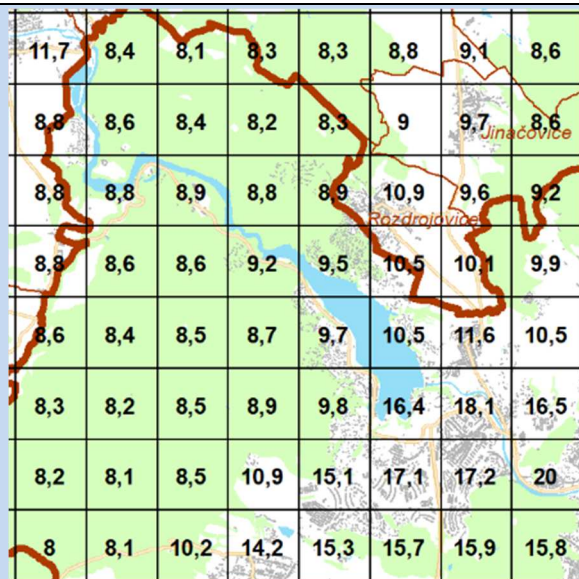 11,7 8,4 8,1 8,3 8,3 8,8 9,1 8,6
8,8 8,6 8,4 8,2 8,3 9 9,7 8,6
Jinačovice
8,8 8,8 8,9 8,8 8,9 10,9 9,6 9,2
Rozdrojovice
8,8 8,6 8,6 9,2 9,5 10,5 10,1 9,9
8,6 8,4 8,5 8,7 9,7 10,5 11,6 10,5
8,3 8,2 8,5 8,9 9,8 16,4 18,1 16,5
8,2 8,1 8,5 10,9 15,1 17,1 17,2 20
8 8,1 10,2 14,2 15,3 15,7 15,9 15,8